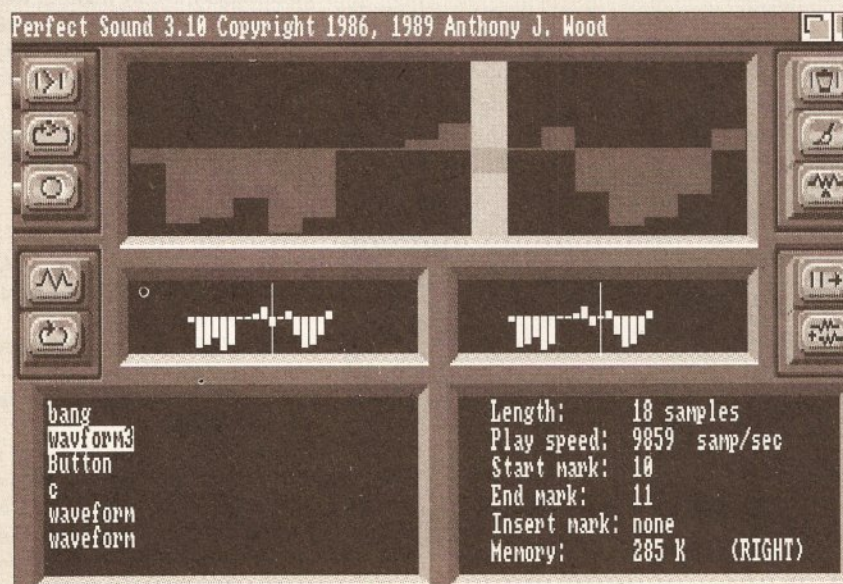 Perfect Sound 3.10 Copyright 1986, 1989 Anthony J. Wood
bang
wavform3
Button
c
waveform
waveform
Length: 18 samples
Play speed: 9859 samp/sec
Start mark: 10
End mark: 11
Insert mark: none
Memory: 285 K (RIGHT)